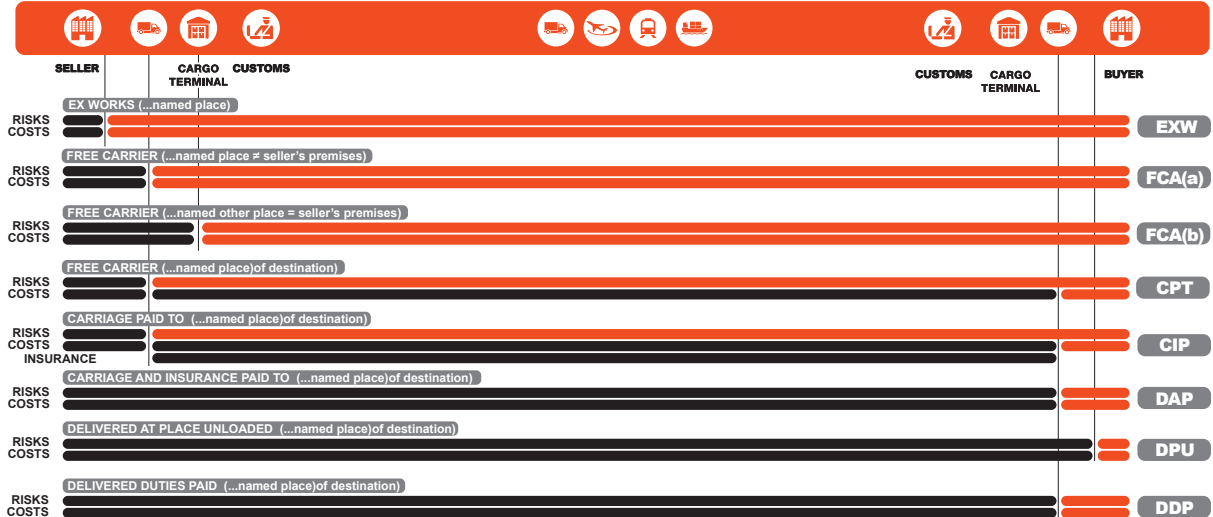 SELLER
CARGO TERMINAL
CUSTOMS
CUSTOMS
CARGO TERMINAL
BUYER
EX WORKS (...named place)
RISKS
COSTS
EXW
FREE CARRIER (...named place ≠ seller's premises)
RISKS
COSTS
FCA(a)
FREE CARRIER (...named other place = seller's premises)
RISKS
COSTS
FCA(b)
FREE CARRIER (...named place)of destination)
RISKS
COSTS
CPT
CARRIAGE PAID TO (...named place)of destination)
RISKS
COSTS
INSURANCE
CIP
CARRIAGE AND INSURANCE PAID TO (...named place)of destination)
RISKS
COSTS
DAP
DELIVERED AT PLACE UNLOADED (...named place)of destination)
RISKS
COSTS
DPU
DELIVERED DUTIES PAID (...named place)of destination)
RISKS
COSTS
DDP